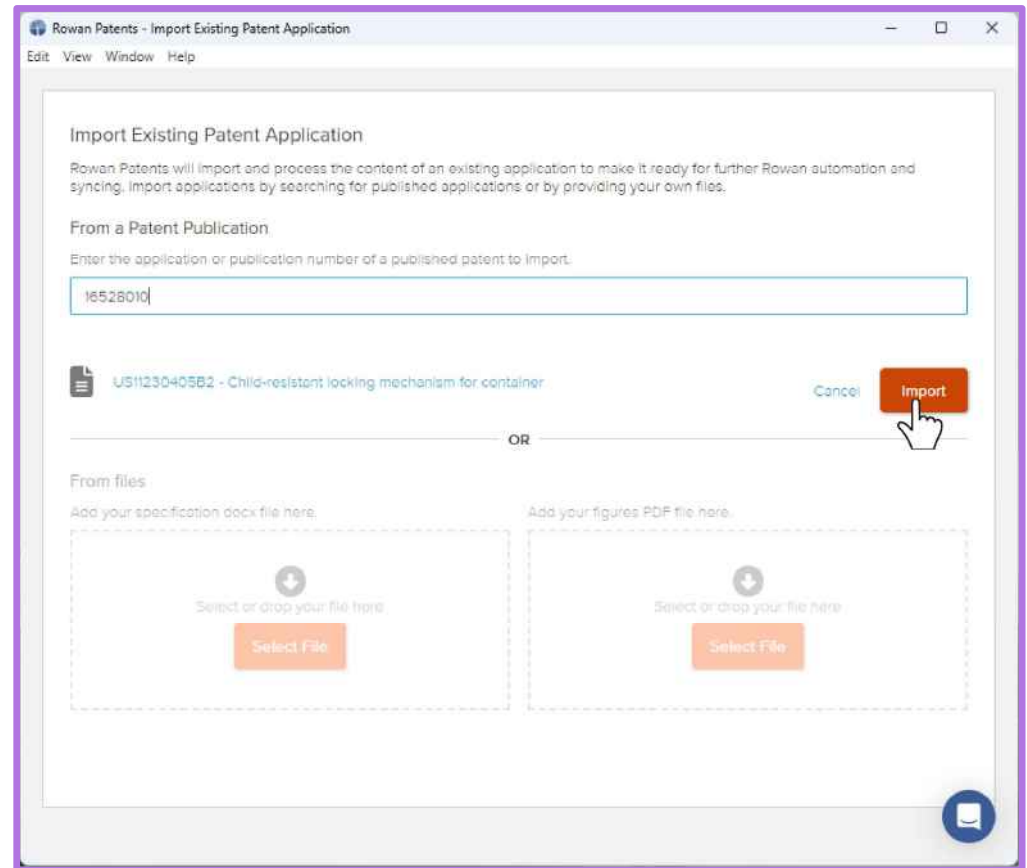 Rowan Patents - Import Existing Patent Application
Edit View Window Help
Import Existing Patent Application
Rowan Patents will import and process the content of an existing application to make it ready for further Rowan automation and
syncing. Import applications by searching for published applications or by providing your own files.
From a Patent Publication
Enter the application or publication number of a published patent to import.
16528010
US11230405B2 - Child-resistant locking mechanism for container
Cancel
Import
OR
From files
Add your specification docx file here.
Add your figures PDF file here.
Select or drop your file here
Select or drop your file here
Select File
Select File